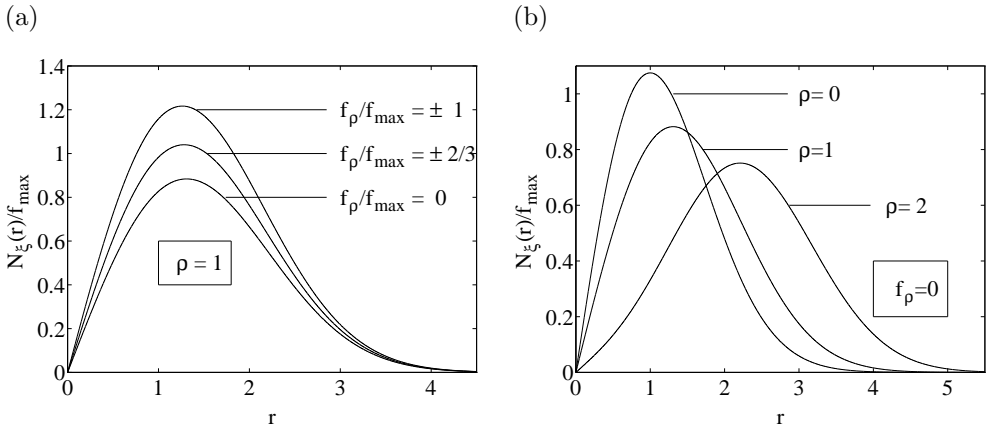 (a)
1.4
1.2
1
0.8
0.6
0.4
0.2
0
0 1 2 3 4
r
N_ξ(r)/f_max
f_ρ/f_max = ± 1
f_ρ/f_max = ± 2/3
f_ρ/f_max = 0
ρ = 1
(b)
1
0.8
0.6
0.4
0.2
0
0 1 2 3 4 5
r
N_ξ(r)/f_max
ρ= 0
ρ=1
ρ= 2
f_ρ=0